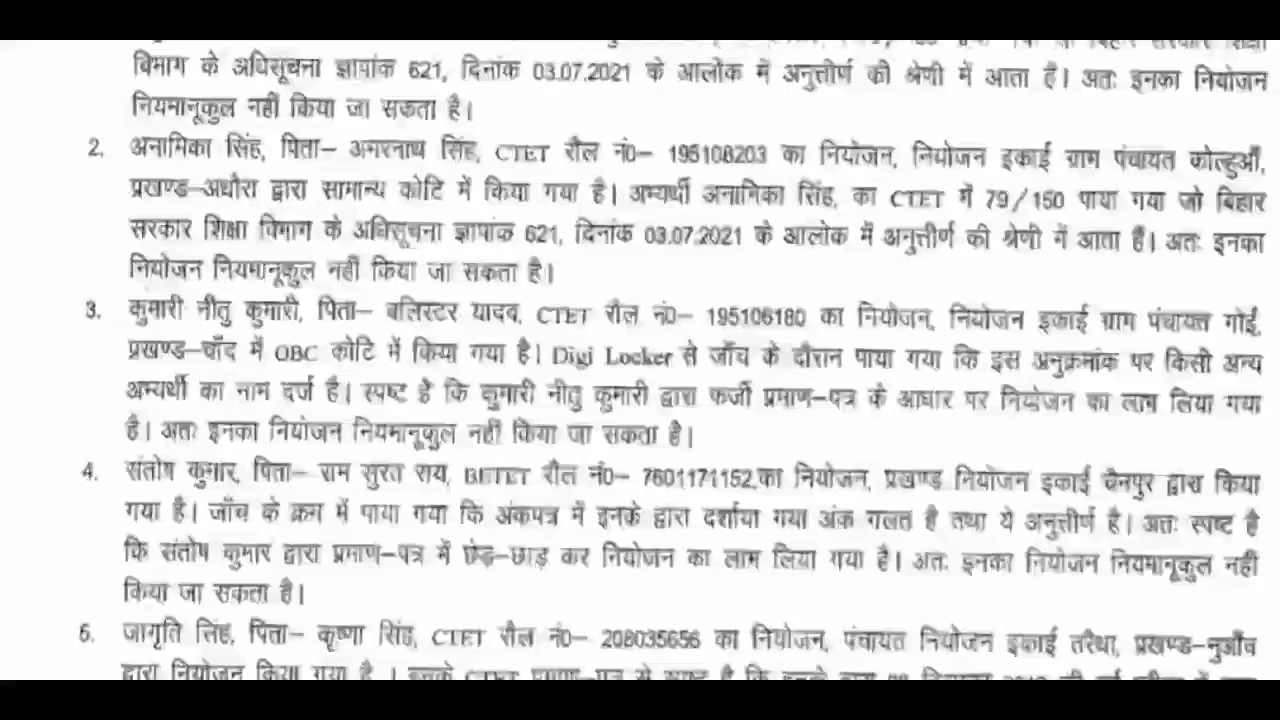 विभाग के अधिसूचना ज्ञापांक 621, दिनांक 03.07.2021 के आलोक में अनुत्तीर्ण की श्रेणी में आता है। अतः इनका नियोजन
नियमानूकुल नहीं किया जा सकता है।
2. अनामिका सिंह, पिता– अमरनाथ सिंह, CTET रौल नं0– 195108203 का नियोजन, नियोजन इकाई ग्राम पंचायत कोल्हुआँ,
प्रखण्ड–अधौरा द्वारा सामान्य कोटि में किया गया है। अभ्यर्थी अनामिका सिंह, का CTET में 79/150 पाया गया जो बिहार
सरकार शिक्षा विभाग के अधिसूचना ज्ञापांक 621, दिनांक 03.07.2021 के आलोक में अनुत्तीर्ण की श्रेणी में आता है। अतः इनका
नियोजन नियमानूकुल नहीं किया जा सकता है।
3. कुमारी नीतु कुमारी, पिता– बलिस्टर यादव, CTET रौल नं0– 195106180 का नियोजन, नियोजन इकाई ग्राम पंचायत गोई,
प्रखण्ड–चाँद में OBC कोटि में किया गया है। Digi Locker से जाँच के दौरान पाया गया कि इस अनुक्रमांक पर किसी अन्य
अभ्यर्थी का नाम दर्ज है। स्पष्ट है कि कुमारी नीतु कुमारी द्वारा फर्जी प्रमाण–पत्र के आधार पर नियोजन का लाभ लिया गया
है। अतः इनका नियोजन नियमानूकुल नहीं किया जा सकता है।
4. संतोष कुमार, पिता– राम सुरत राय, BETET रौल नं0– 7601171152,का नियोजन, प्रखण्ड नियोजन इकाई चैनपुर द्वारा किया
गया है। जाँच के क्रम में पाया गया कि अंकपत्र में इनके द्वारा दर्शाया गया अंक गलत है तथा ये अनुत्तीर्ण है। अतः स्पष्ट है
कि संतोष कुमार द्वारा प्रमाण–पत्र में छेड़–छाड़ कर नियोजन का लाभ लिया गया है। अतः इनका नियोजन नियमानूकुल नहीं
किया जा सकता है।
5. जागृति सिंह, पिता– कृष्णा सिंह, CTET रौल नं0– 208035656 का नियोजन, पंचायत नियोजन इकाई तरैथा, प्रखण्ड–नुआँव
द्वारा नियोजन किया गया है ।